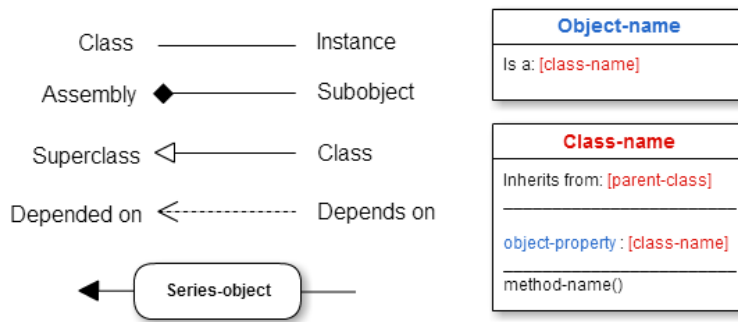 Class Instance
Assembly Subobject
Superclass Class
Depended on Depends on
Series-object
Object-name
Is a: [class-name]
Class-name
Inherits from: [parent-class]
object-property : [class-name]
method-name()